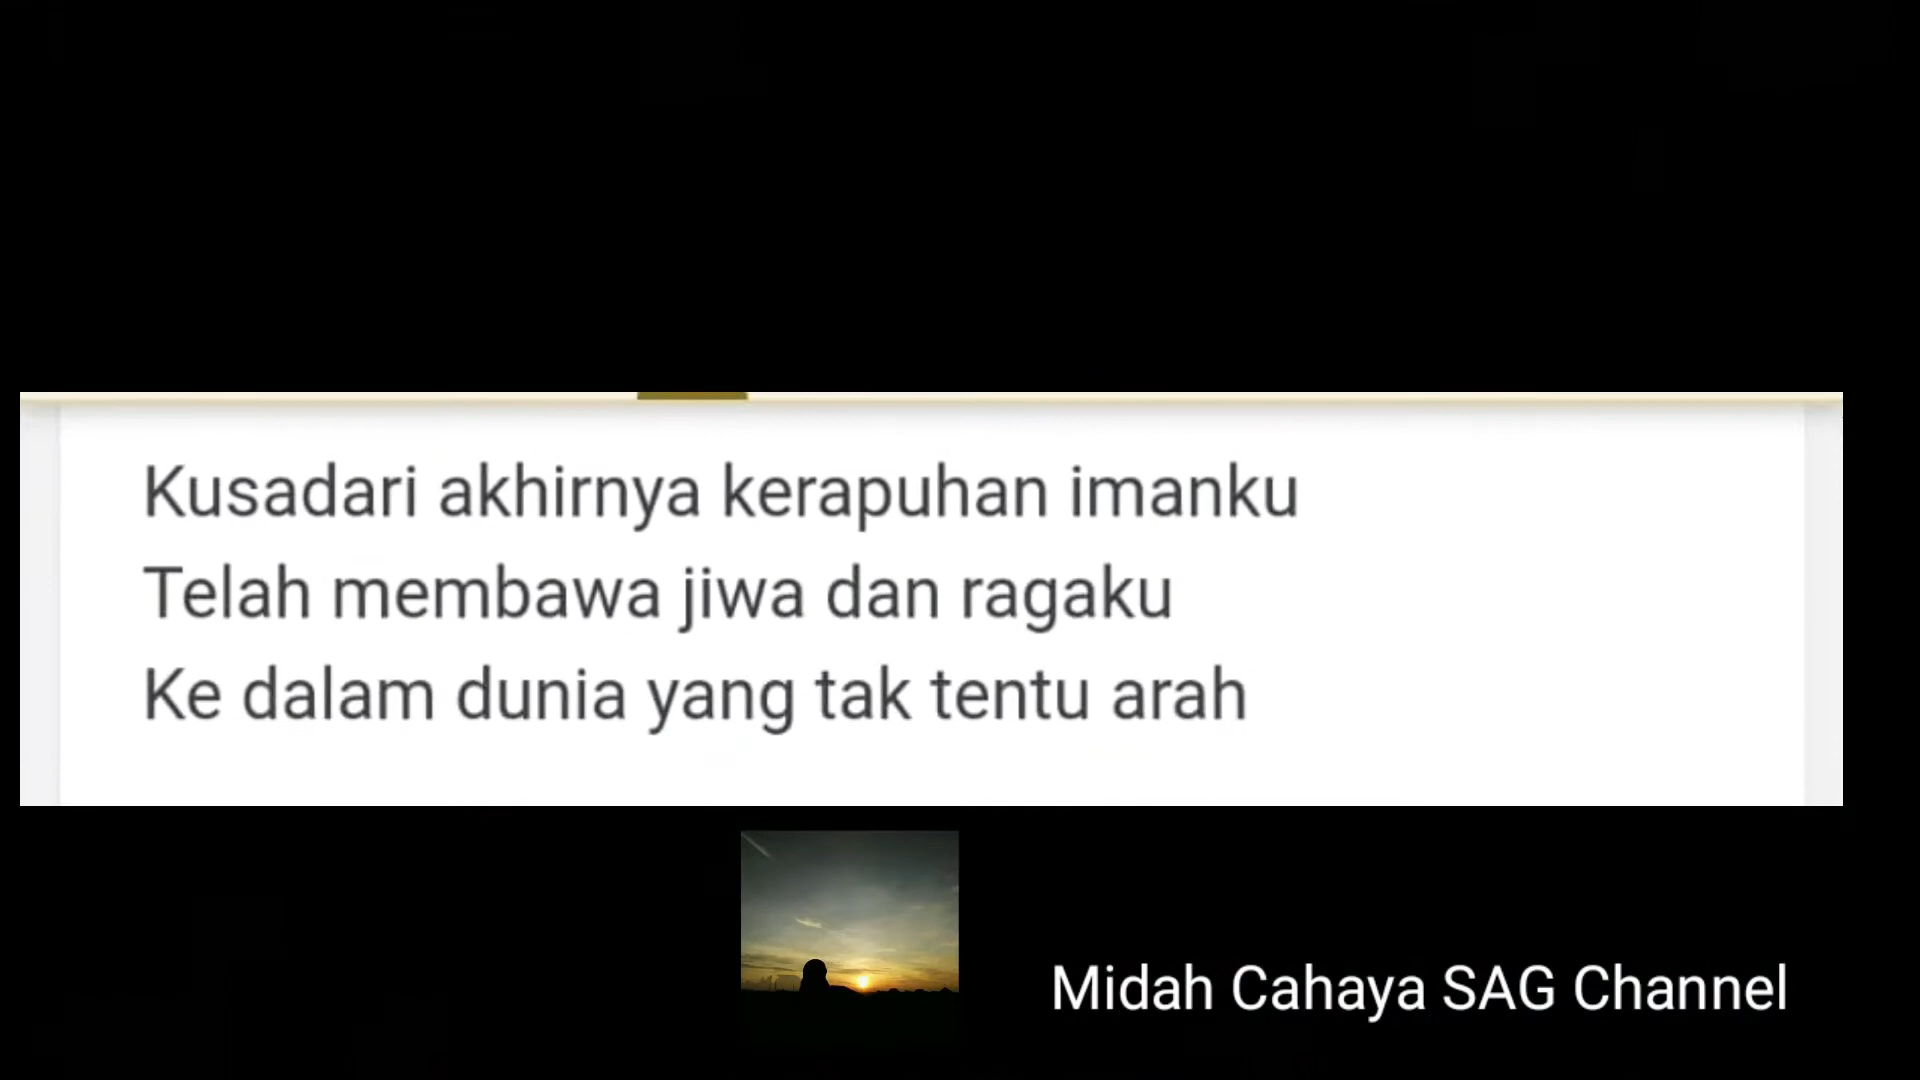 Kusadari akhirnya kerapuhan imanku
Telah membawa jiwa dan ragaku
Ke dalam dunia yang tak tentu arah
Midah Cahaya SAG Channel